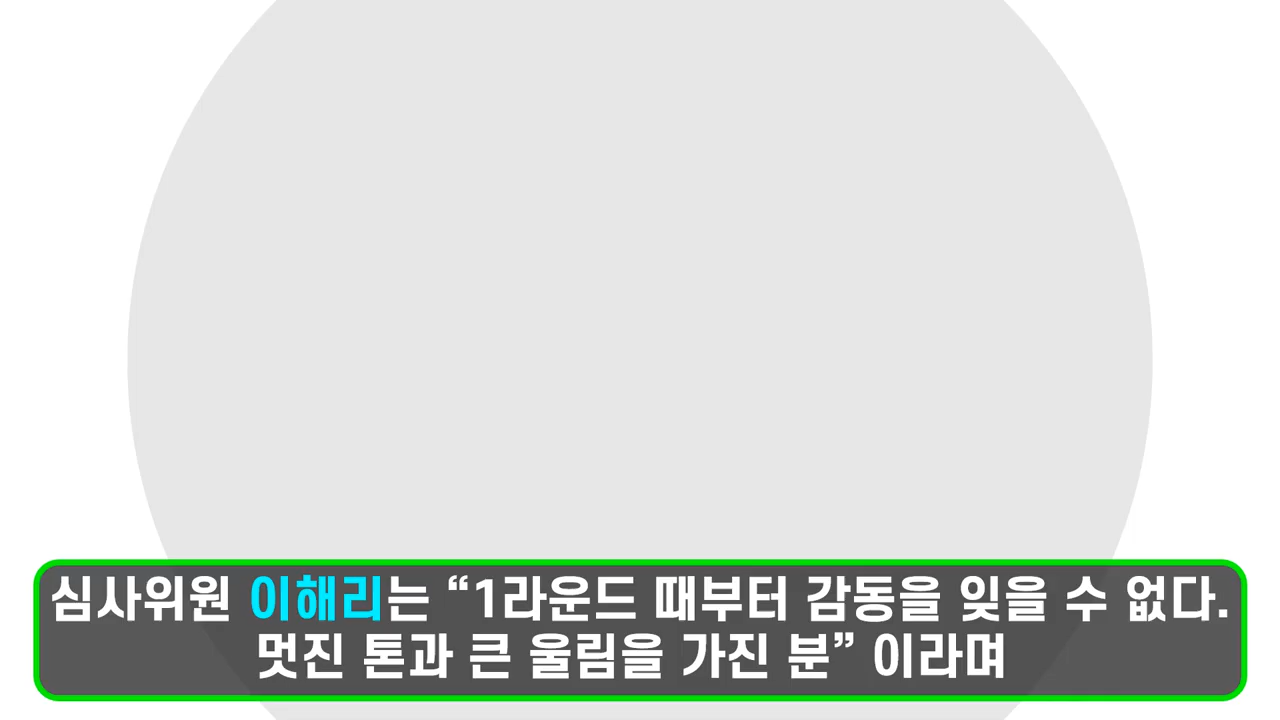 심사위원 이해리는 “1라운드 때부터 감동을 잊을 수 없다.
멋진 톤과 큰 울림을 가진 분” 이라며